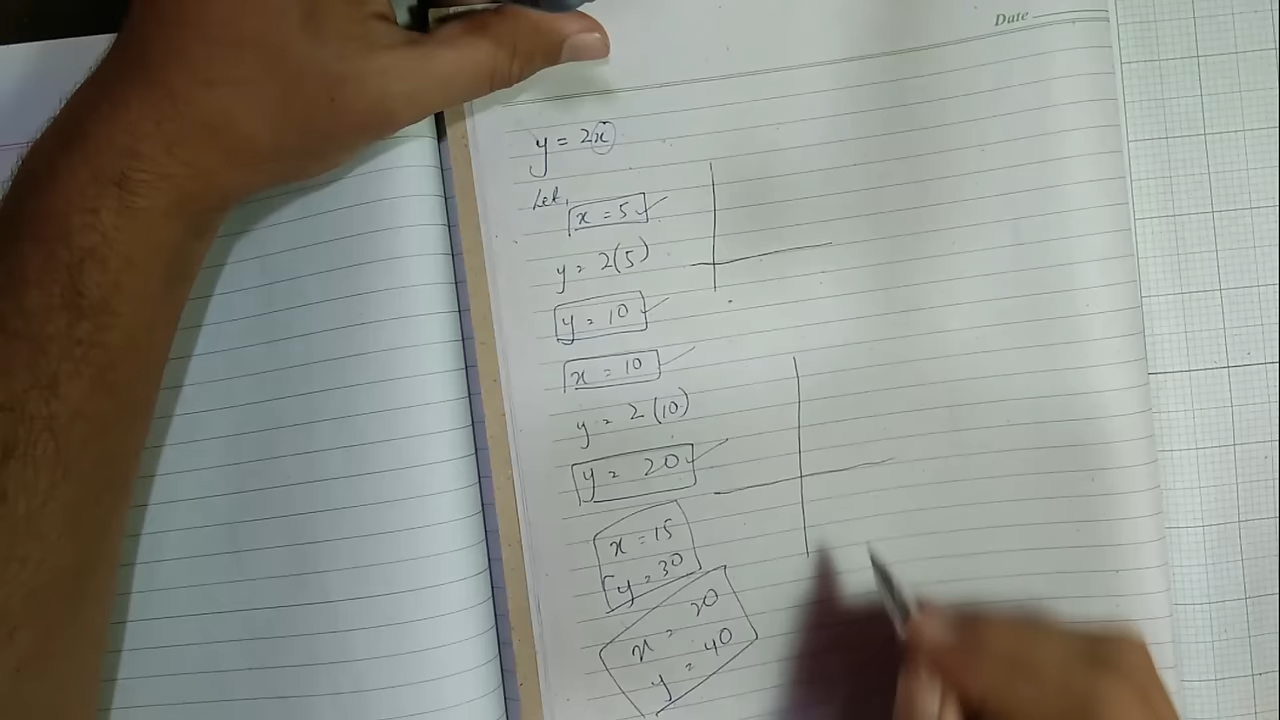 Date
y = 2x
Let,
x = 5
y = 2(5)
y = 10
x = 10
y = 2(10)
y = 20
x = 15
y = 30
x = 20
y = 40